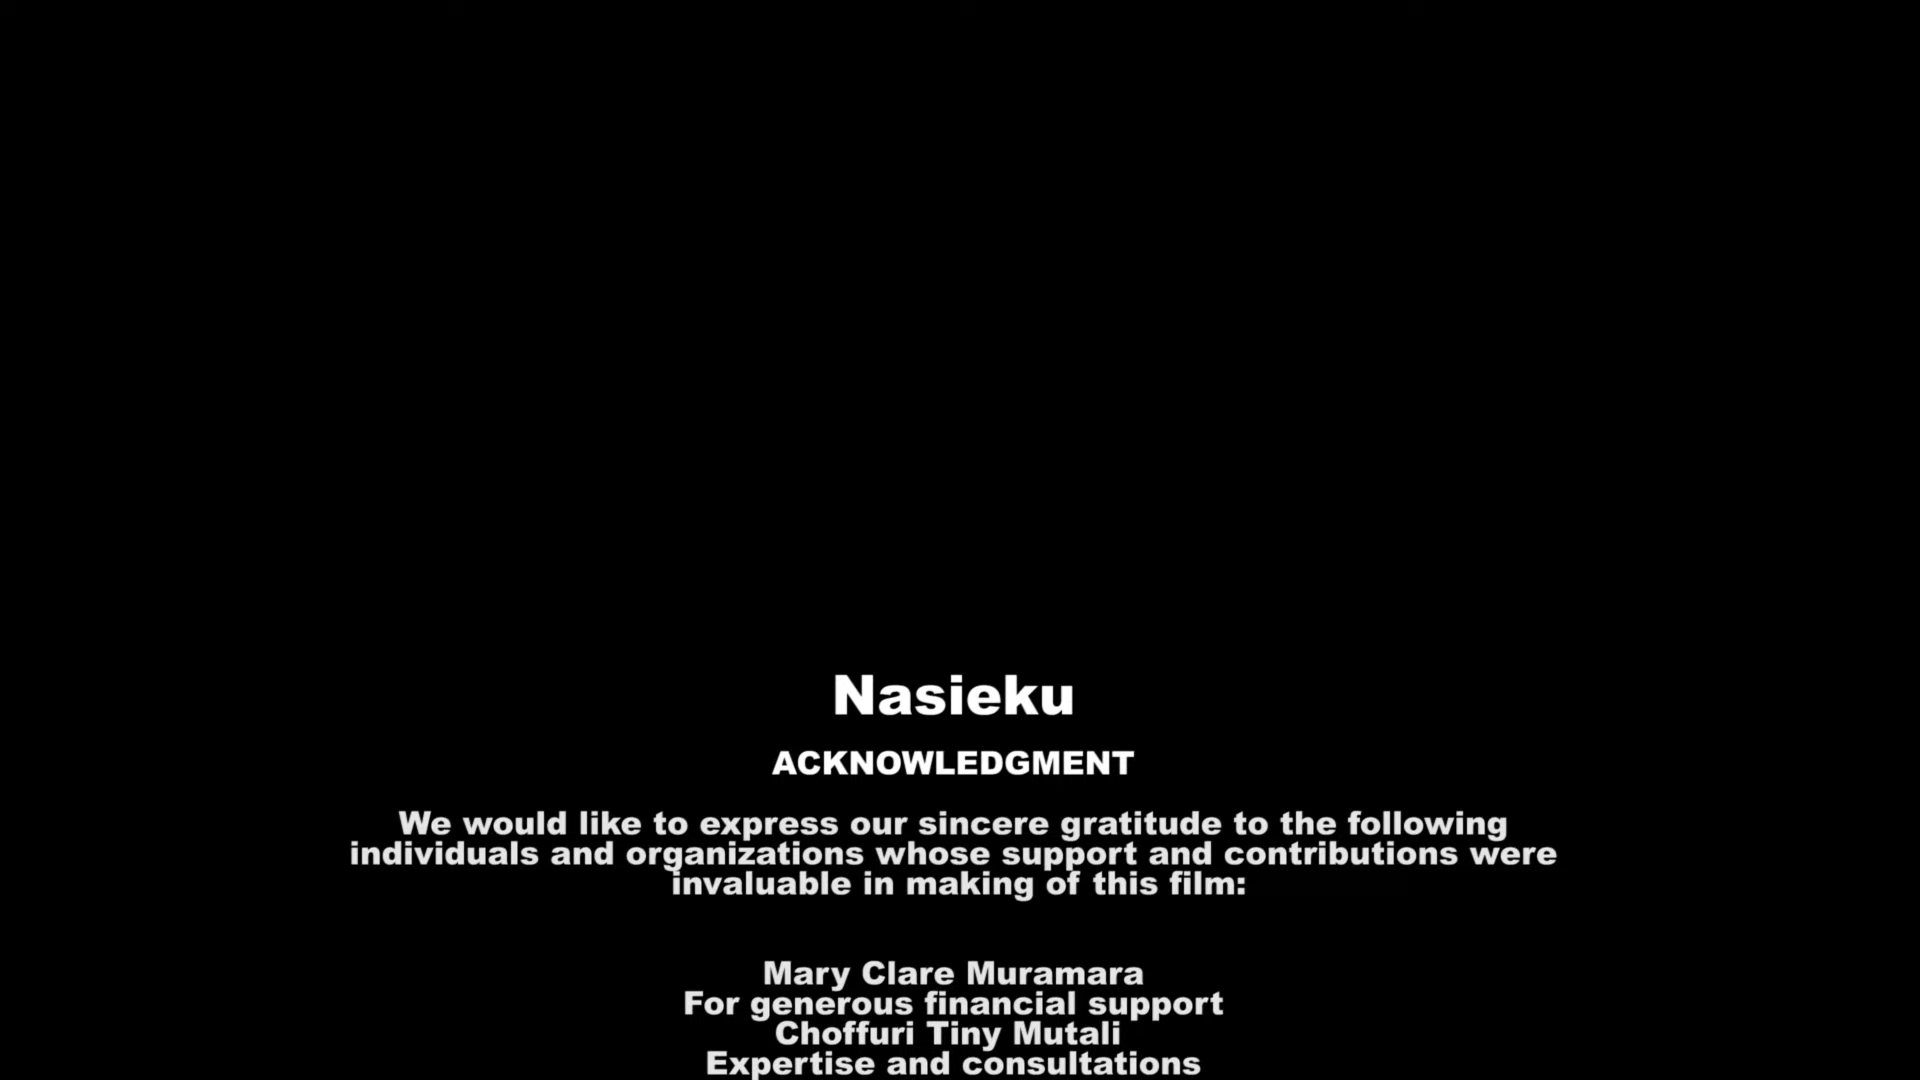 Nasieku
ACKNOWLEDGMENT
We would like to express our sincere gratitude to the following
individuals and organizations whose support and contributions were
invaluable in making of this film:
Mary Clare Muramara
For generous financial support
Choffuri Tiny Mutali
Expertise and consultations